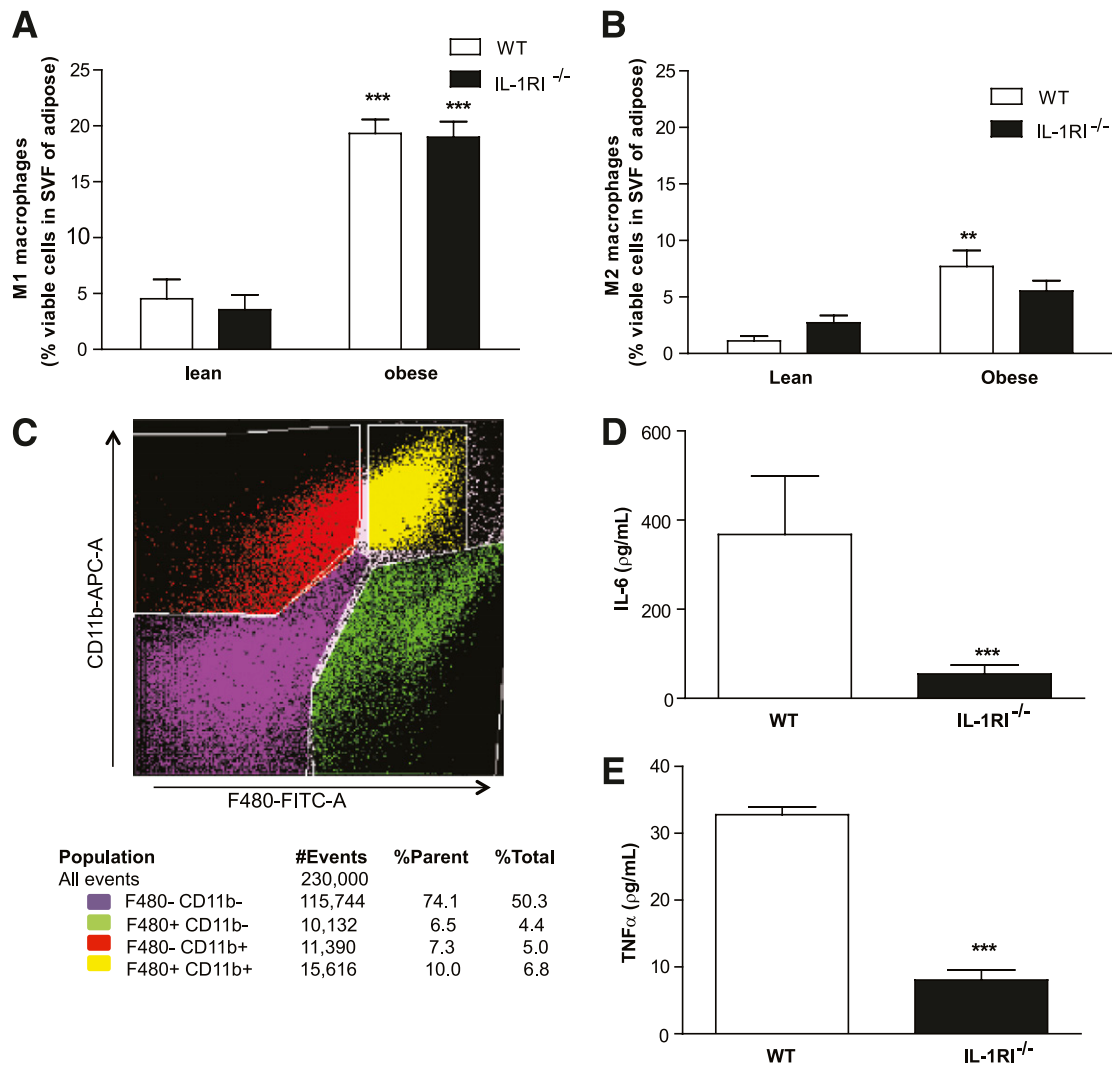 A
WT
IL-1RI -/-
M1 macrophages
(% viable cells in SVF of adipose)
25
20
15
10
5
0
***
***
lean
obese
B
WT
IL-1RI -/-
M2 macrophages
(% viable cells in SVF of adipose)
25
20
15
10
5
0
**
Lean
Obese
C
CD11b-APC-A
F480-FITC-A
Population #Events %Parent %Total
All events 230,000
F480- CD11b- 115,744 74.1 50.3
F480+ CD11b- 10,132 6.5 4.4
F480- CD11b+ 11,390 7.3 5.0
F480+ CD11b+ 15,616 10.0 6.8
D
IL-6 (ρg/mL)
600
400
200
0
***
WT
IL-1RI-/-
E
TNFα (ρg/mL)
40
30
20
10
0
***
WT
IL-1RI-/-